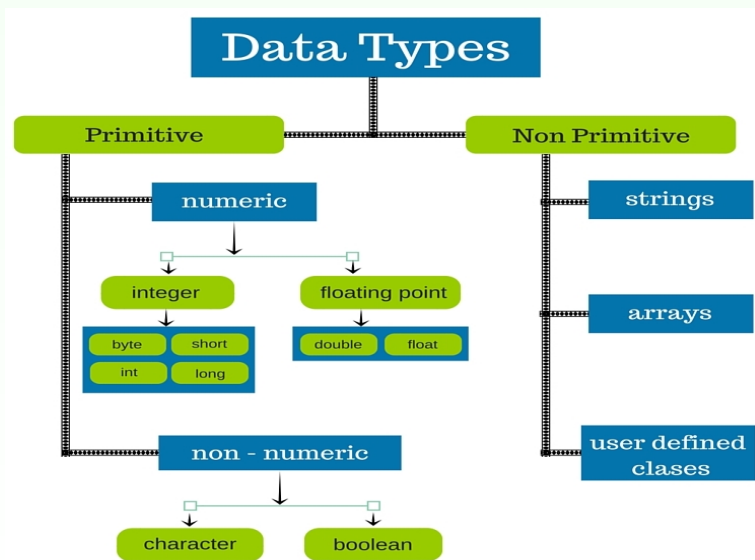 Data Types
Primitive
Non Primitive
numeric
strings
integer
floating point
arrays
byte
short
double
float
int
long
non - numeric
user defined
clases
character
boolean